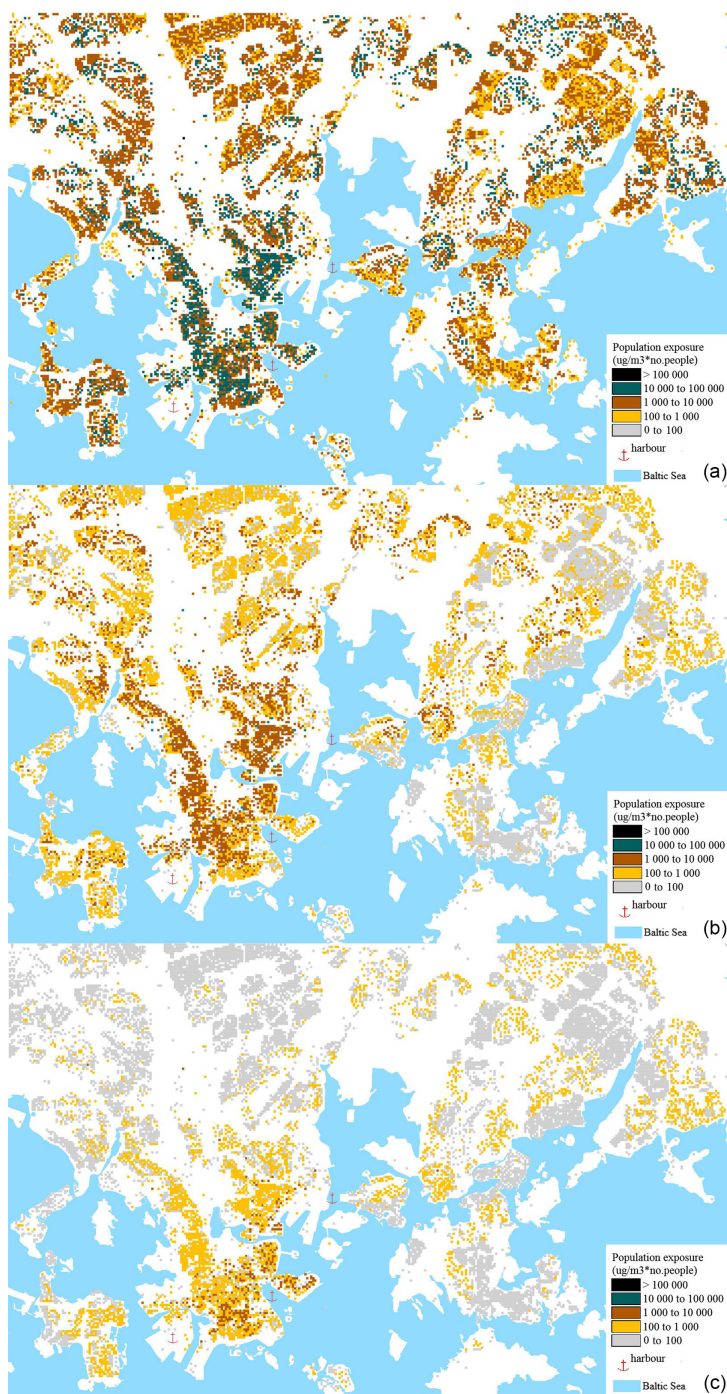 Population exposure
(ug/m3*no.people)
> 100 000
10 000 to 100 000
1 000 to 10 000
100 to 1 000
0 to 100
harbour
Baltic Sea
(a)
Population exposure
(ug/m3*no.people)
> 100 000
10 000 to 100 000
1 000 to 10 000
100 to 1 000
0 to 100
harbour
Baltic Sea
(b)
Population exposure
(ug/m3*no.people)
> 100 000
10 000 to 100 000
1 000 to 10 000
100 to 1 000
0 to 100
harbour
Baltic Sea
(c)